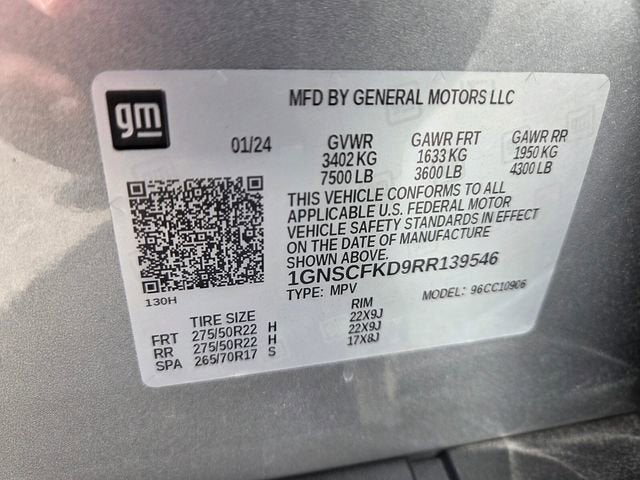 gm
MFD BY GENERAL MOTORS LLC
01/24 GVWR GAWR FRT GAWR RR
3402 KG 1633 KG 1950 KG
7500 LB 3600 LB 4300 LB
THIS VEHICLE CONFORMS TO ALL
APPLICABLE U.S. FEDERAL MOTOR
VEHICLE SAFETY STANDARDS IN EFFECT
ON THE DATE OF MANUFACTURE
SHOWN ABOVE.
1GNSCFKD9RR139546
130H
TYPE: MPV MODEL: 96CC10906
TIRE SIZE RIM
FRT 275/50R22 H 22X9J
RR 275/50R22 H 22X9J
SPA 265/70R17 S 17X8J